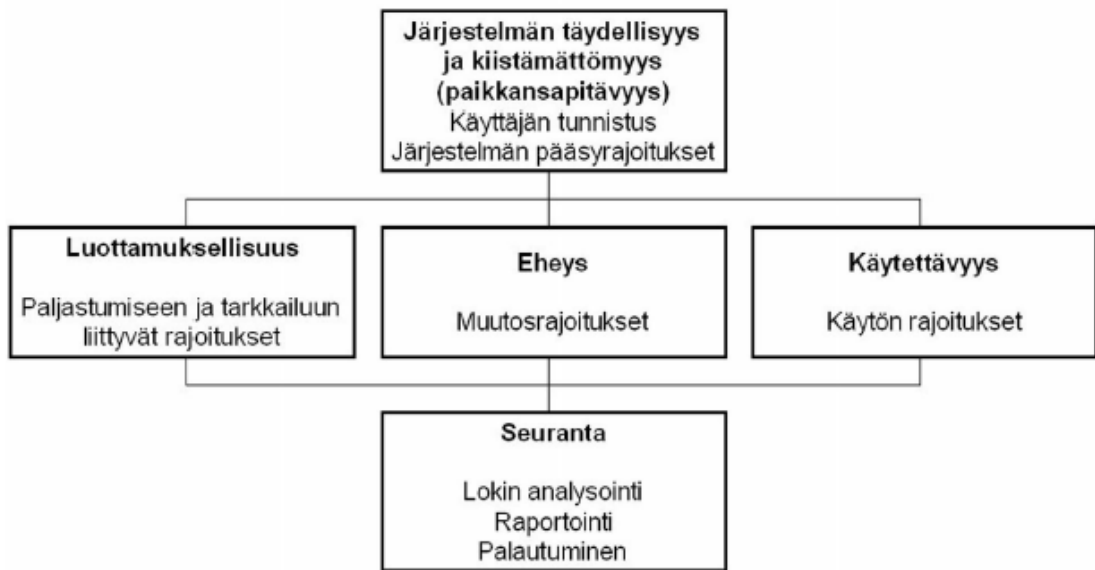 Järjestelmän täydellisyys
ja kiistämättömyys
(paikkansapitävyys)
Käyttäjän tunnistus
Järjestelmän pääsyrajoitukset
Luottamuksellisuus
Paljastumiseen ja tarkkailuun
liittyvät rajoitukset
Eheys
Muutosrajoitukset
Käytettävyys
Käytön rajoitukset
Seuranta
Lokin analysointi
Raportointi
Palautuminen